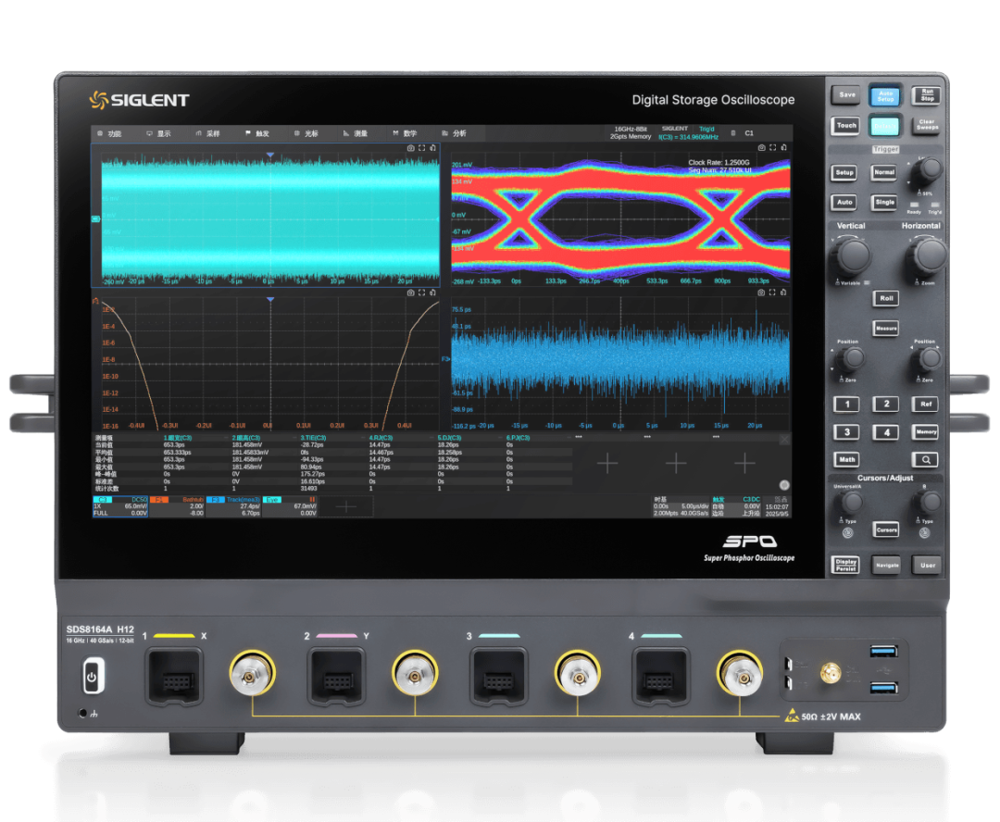 SIGLENT
Digital Storage Oscilloscope
功能 显示 采样 触发 光标 测量 数学 分析
16GHz-8Bit SIGLENT Trig'd C1
2Gpts Memory f(C3) = 314.9606MHz
C3
-260 mV -20 μs -15 μs -10 μs -5 μs 0 μs 5 μs 10 μs 15 μs 20 μs
Clock Rate: 1.2500G
Seg Num: 27.510k UI
201 mV
134 mV
0 mV
-67 mV
-134 mV
-268 mV -133.3ps 0ps 133.3ps 266.7ps 400ps 533.3ps 666.7ps 800ps 933.3ps
1E-2
1E-4
1E-6
1E-8
1E-10
1E-12
1E-14
1E-16 -0.4UI -0.3UI -0.2UI -0.1UI 0UI 0.1UI 0.2UI 0.3UI 0.4UI
75.5 ps
48.1 ps
F3
-61.5 ps
-88.9 ps
-116.2 ps -20 μs -15 μs -10 μs -5 μs 0 μs 5 μs 10 μs 15 μs 20 μs
测量项 1.眼宽(C3) 2.眼高(C3) 3.TIE(C3) 4.RJ(C3) 5.DJ(C3) 6.PJ(C3)
当前值 653.3ps 181.458mV -28.72ps 14.47ps 18.26ps 0s
平均值 653.333ps 181.45833mV 0fs 14.467ps 18.258ps 0s
最小值 653.3ps 181.458mV -94.33ps 14.47ps 18.26ps 0s
最大值 653.3ps 181.458mV 80.94ps 14.47ps 18.26ps 0s
峰-峰值 0s 0V 175.27ps 0s 0s 0s
标准差 0s 0V 16.610ps 0s 0s 0s
统计次数 1 1 31493 1 1 1
C3 DC50 F1 Bathtub F3 Track(mea3) Eye
1X 65.0mV/ 2.00/ 27.4ps/ 67.0mV/
FULL 0.00V -8.00 6.70ps 0.00V
时基 触发 C3 DC
0.00s 5.00μs/div 自动 0.00V 15:02:07
2.00Mpts 40.0GSa/s 边沿 上升沿 2025/9/5
SPO
Super Phosphor Oscilloscope
Save Auto Setup Run Stop
Touch Clear Sweeps
Trigger
Setup Normal
50%
Auto Single
Ready Trig'd
Vertical Horizontal
Variable Zoom
Roll
Measure
Position Position
Zero Zero
1 2 Ref
3 4 Memory
Math
Cursors/Adjust
Universal A B
Type Type
Cursors
Display Persist Navigate User
SDS8164A H12
16 GHz | 40 GSa/s | 12-bit
1 X 2 Y 3 4
50Ω ±2V MAX